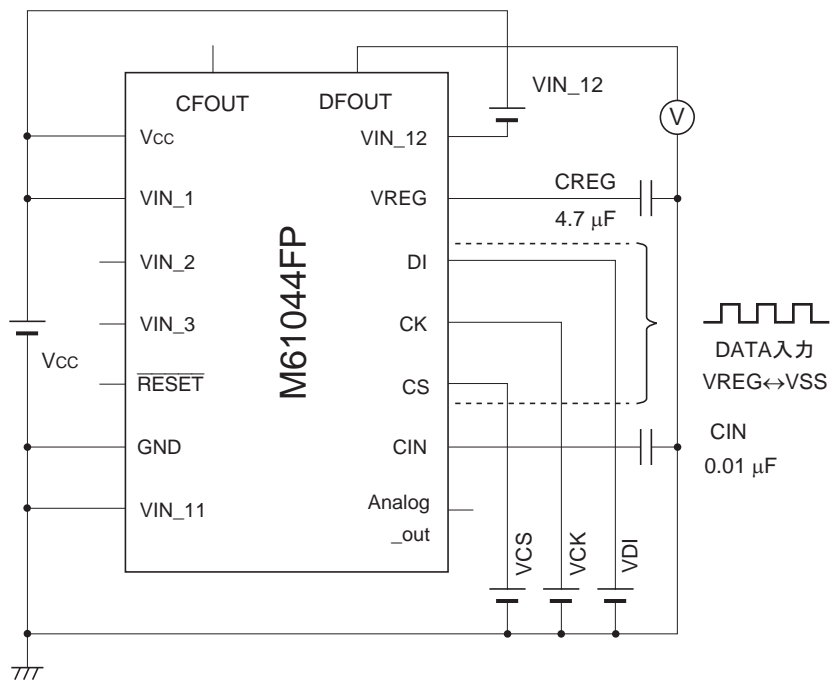 CFOUT
DFOUT
VIN_12
V
Vcc
VIN_12
VIN_1
VREG
CREG
4.7 μF
VIN_2
DI
M61044FP
VIN_3
CK
DATA入力
VREG↔VSS
Vcc
RESET
CS
GND
CIN
CIN
0.01 μF
VIN_11
Analog
_out
VCS
VCK
VDI